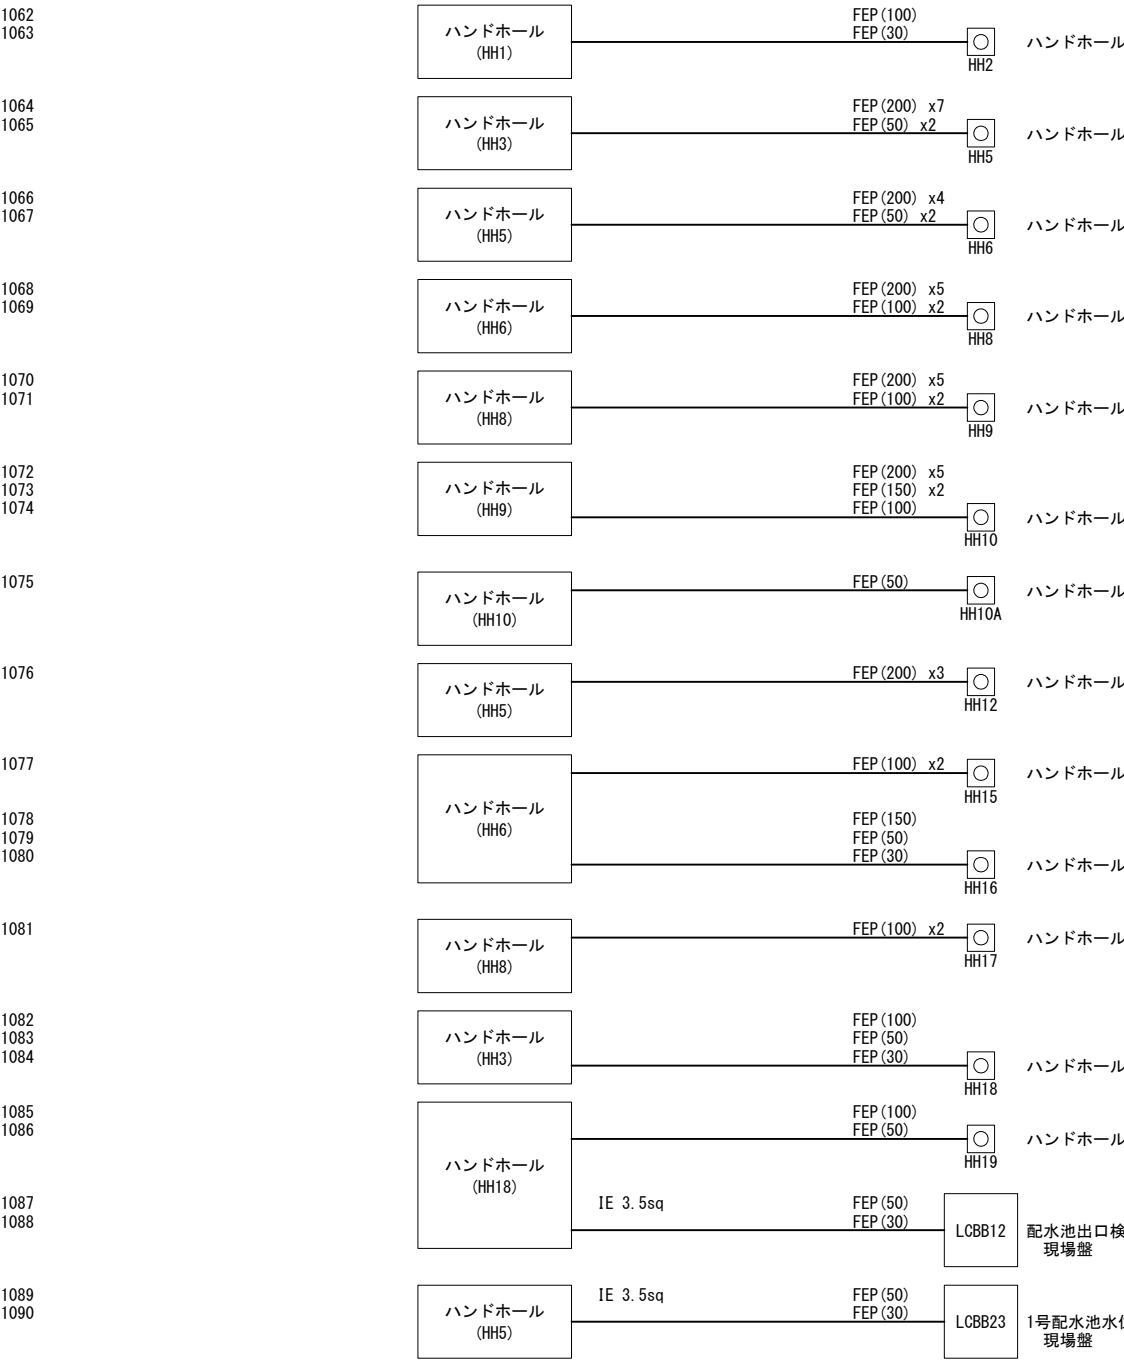 1062 FEP(100)
1063 ハンドホール FEP(30) ハンドホール
(HH1) HH2
1064 FEP(200) x7
1065 ハンドホール FEP(50) x2 ハンドホール
(HH3) HH5
1066 FEP(200) x4
1067 ハンドホール FEP(50) x2 ハンドホール
(HH5) HH6
1068 FEP(200) x5
1069 ハンドホール FEP(100) x2 ハンドホール
(HH6) HH8
1070 FEP(200) x5
1071 ハンドホール FEP(100) x2 ハンドホール
(HH8) HH9
1072 FEP(200) x5
1073 ハンドホール FEP(150) x2
1074 (HH9) FEP(100) ハンドホール
HH10
1075 FEP(50) ハンドホール
ハンドホール
(HH10) HH10A
1076 FEP(200) x3 ハンドホール
ハンドホール
(HH5) HH12
1077 FEP(100) x2 ハンドホール
HH15
ハンドホール
1078 (HH6) FEP(150)
1079 FEP(50)
1080 FEP(30) ハンドホール
HH16
1081 FEP(100) x2 ハンドホール
ハンドホール
(HH8) HH17
1082 FEP(100)
1083 ハンドホール FEP(50)
1084 (HH3) FEP(30) ハンドホール
HH18
1085 FEP(100)
1086 FEP(50) ハンドホール
HH19
ハンドホール
(HH18)
1087 IE 3.5sq FEP(50)
1088 FEP(30) LCBB12 配水池出口検
現場盤
1089 IE 3.5sq FEP(50)
1090 ハンドホール FEP(30) LCBB23 1号配水池水位
(HH5) 現場盤